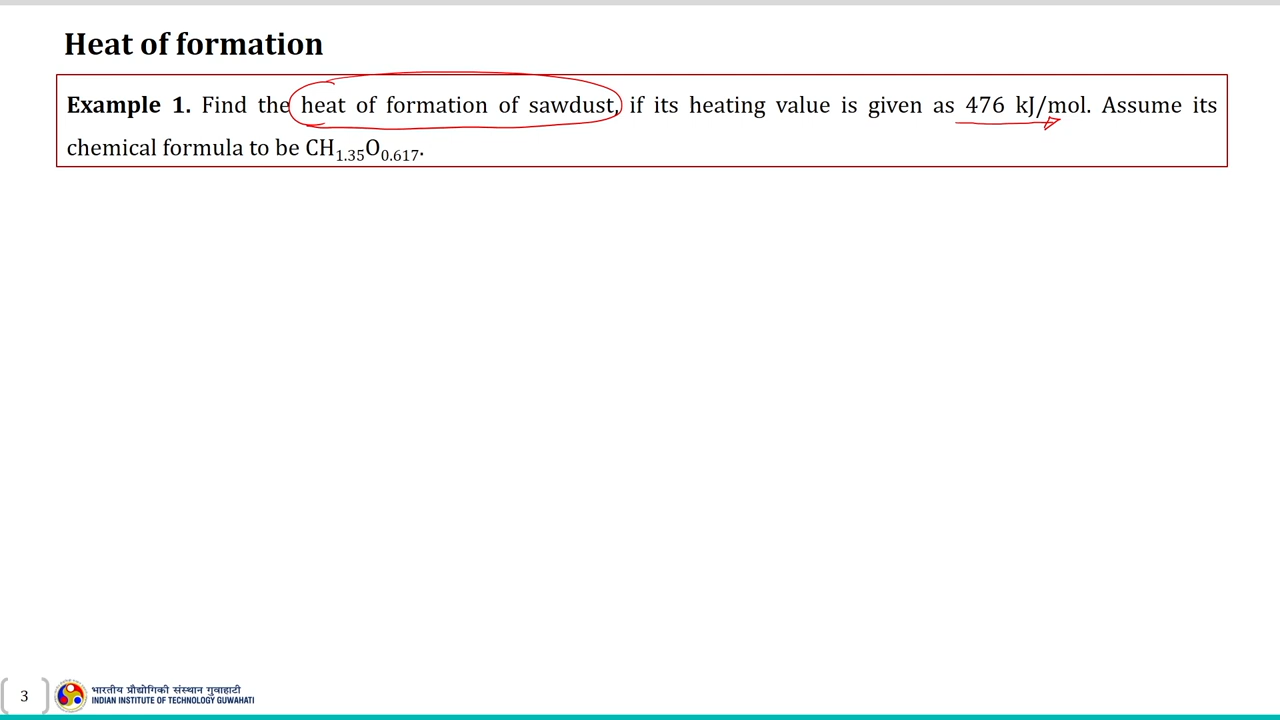 Heat of formation
Example 1. Find the heat of formation of sawdust, if its heating value is given as 476 kJ/mol. Assume its
chemical formula to be CH1.35O0.617.
3
भारतीय प्रौद्योगिकी संस्थान गुवाहाटी
INDIAN INSTITUTE OF TECHNOLOGY GUWAHATI